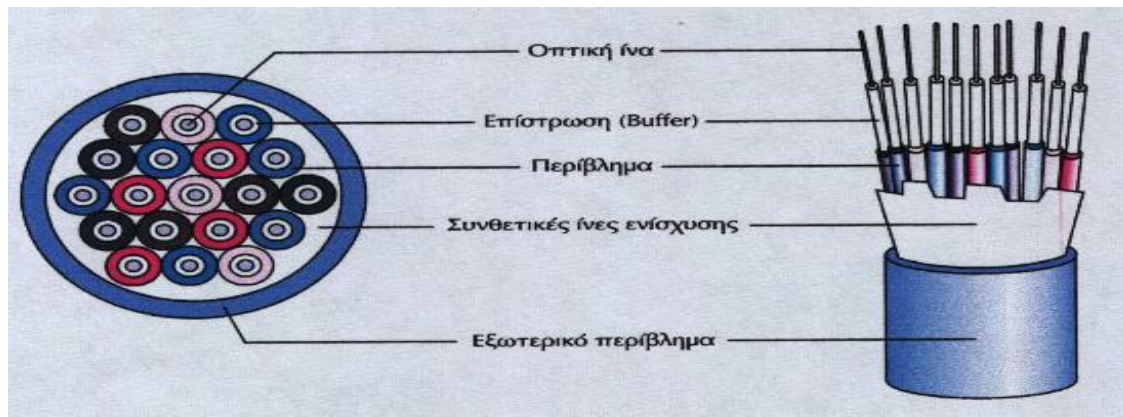 Οπτική ίνα
Επίστρωση (Buffer)
Περίβλημα
Συνθετικές ίνες ενίσχυσης
Εξωτερικό περίβλημα